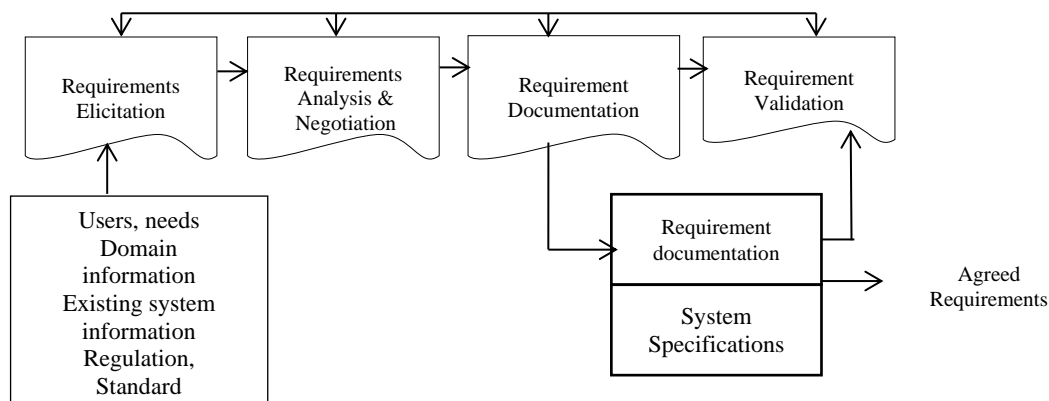 Requirements
Elicitation
Requirements
Analysis &
Negotiation
Requirement
Documentation
Requirement
Validation
Users, needs
Domain
information
Existing system
information
Regulation,
Standard
Requirement
documentation
System
Specifications
Agreed
Requirements